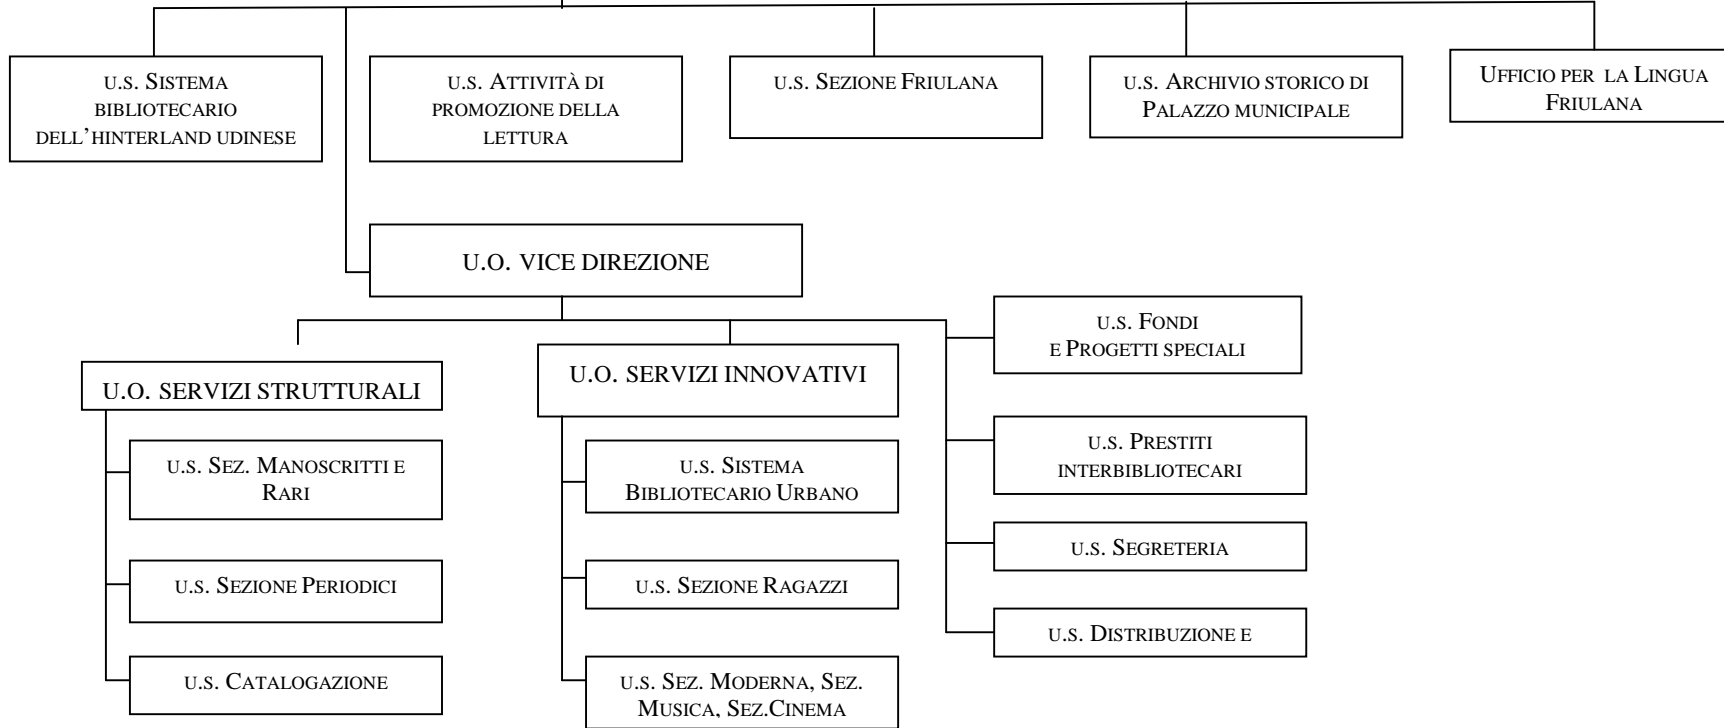 U.S. SISTEMA
BIBLIOTECARIO
DELL'HINTERLAND UDINESE
U.S. ATTIVITÀ DI
PROMOZIONE DELLA
LETTURA
U.S. SEZIONE FRIULANA
U.S. ARCHIVIO STORICO DI
PALAZZO MUNICIPALE
UFFICIO PER LA LINGUA
FRIULANA
U.O. VICE DIREZIONE
U.O. SERVIZI STRUTTURALI
U.S. SEZ. MANOSCRITTI E
RARI
U.S. SEZIONE PERIODICI
U.S. CATALOGAZIONE
U.O. SERVIZI INNOVATIVI
U.S. SISTEMA
BIBLIOTECARIO URBANO
U.S. SEZIONE RAGAZZI
U.S. SEZ. MODERNA, SEZ.
MUSICA, SEZ.CINEMA
U.S. FONDI
E PROGETTI SPECIALI
U.S. PRESTITI
INTERBIBLIOTECARI
U.S. SEGRETERIA
U.S. DISTRIBUZIONE E